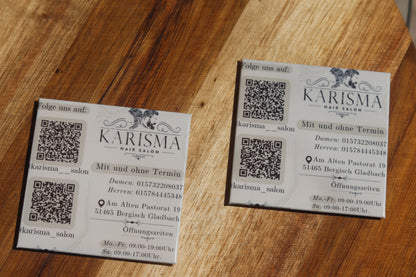 Folge uns auf:
KARISMA
HAIR SALON
Mit und ohne Termin
Damen: 015732208037
Herren: 015784445348
karisma__salon
Am Alten Pastorat 19
51465 Bergisch Gladbach
Öffnungszeiten
Mo.-Fr: 09:00-19:00Uhr
Sa: 09:00-17:00Uhr.
karisma__salon
Folge uns auf:
KARISMA
HAIR SALON
Mit und ohne Termin
Damen: 015732208037
Herren: 015784445348
karisma__salon
Am Alten Pastorat 19
51465 Bergisch Gladbach
Öffnungszeiten
Mo.-Fr: 09:00-19:00Uhr.
Sa: 09:00-17:00Uhr.
karisma__salon